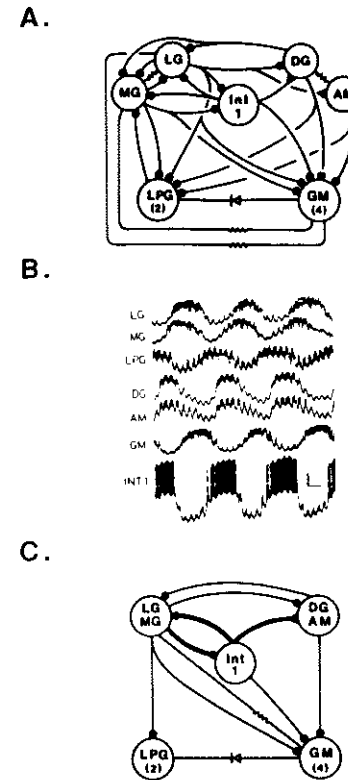 A.
LG
DG
MG
Int
1
AM
LPG
(2)
GM
(4)
B.
LG
MG
LPG
DG
AM
GM
INT 1
C.
LG
MG
DG
AM
Int
1
LPG
(2)
GM
(4)